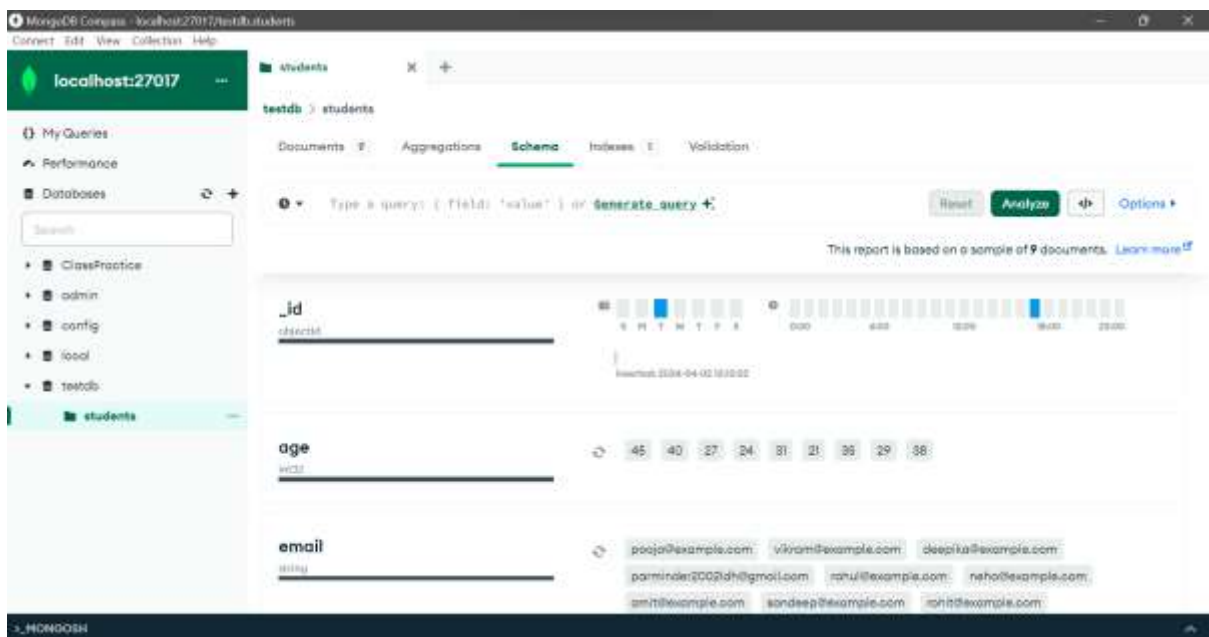 MongoDB Compass - localhost:27017/testdb.students
Connect Edit View Collection Help
localhost:27017 ...
students
testdb > students
My Queries
Performance
Databases
Search
ClassPractice
admin
config
local
testdb
students
Documents 9 Aggregations Schema Indexes 1 Validation
Type a query: { field: 'value' } or Generate query
Reset Analyze </> Options
This report is based on a sample of 9 documents. Learn more
_id
objectid
S M T W T F S
0:00 6:00 12:00 18:00 23:00
age
int32
45 40 27 24 31 21 29 38
email
string
pooja@example.com vikram@example.com deepika@example.com
rahul@example.com neha@example.com
amit@example.com sandeep@example.com rohit@example.com
>_MONGOSH